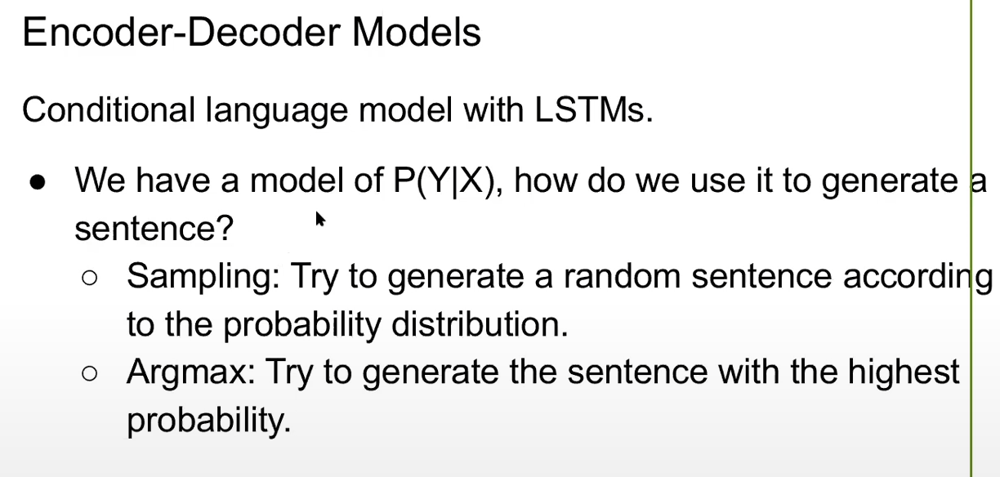 Encoder-Decoder Models
Conditional language model with LSTMs.
● We have a model of P(Y|X), how do we use it to generate a
sentence?
○ Sampling: Try to generate a random sentence according
to the probability distribution.
○ Argmax: Try to generate the sentence with the highest
probability.